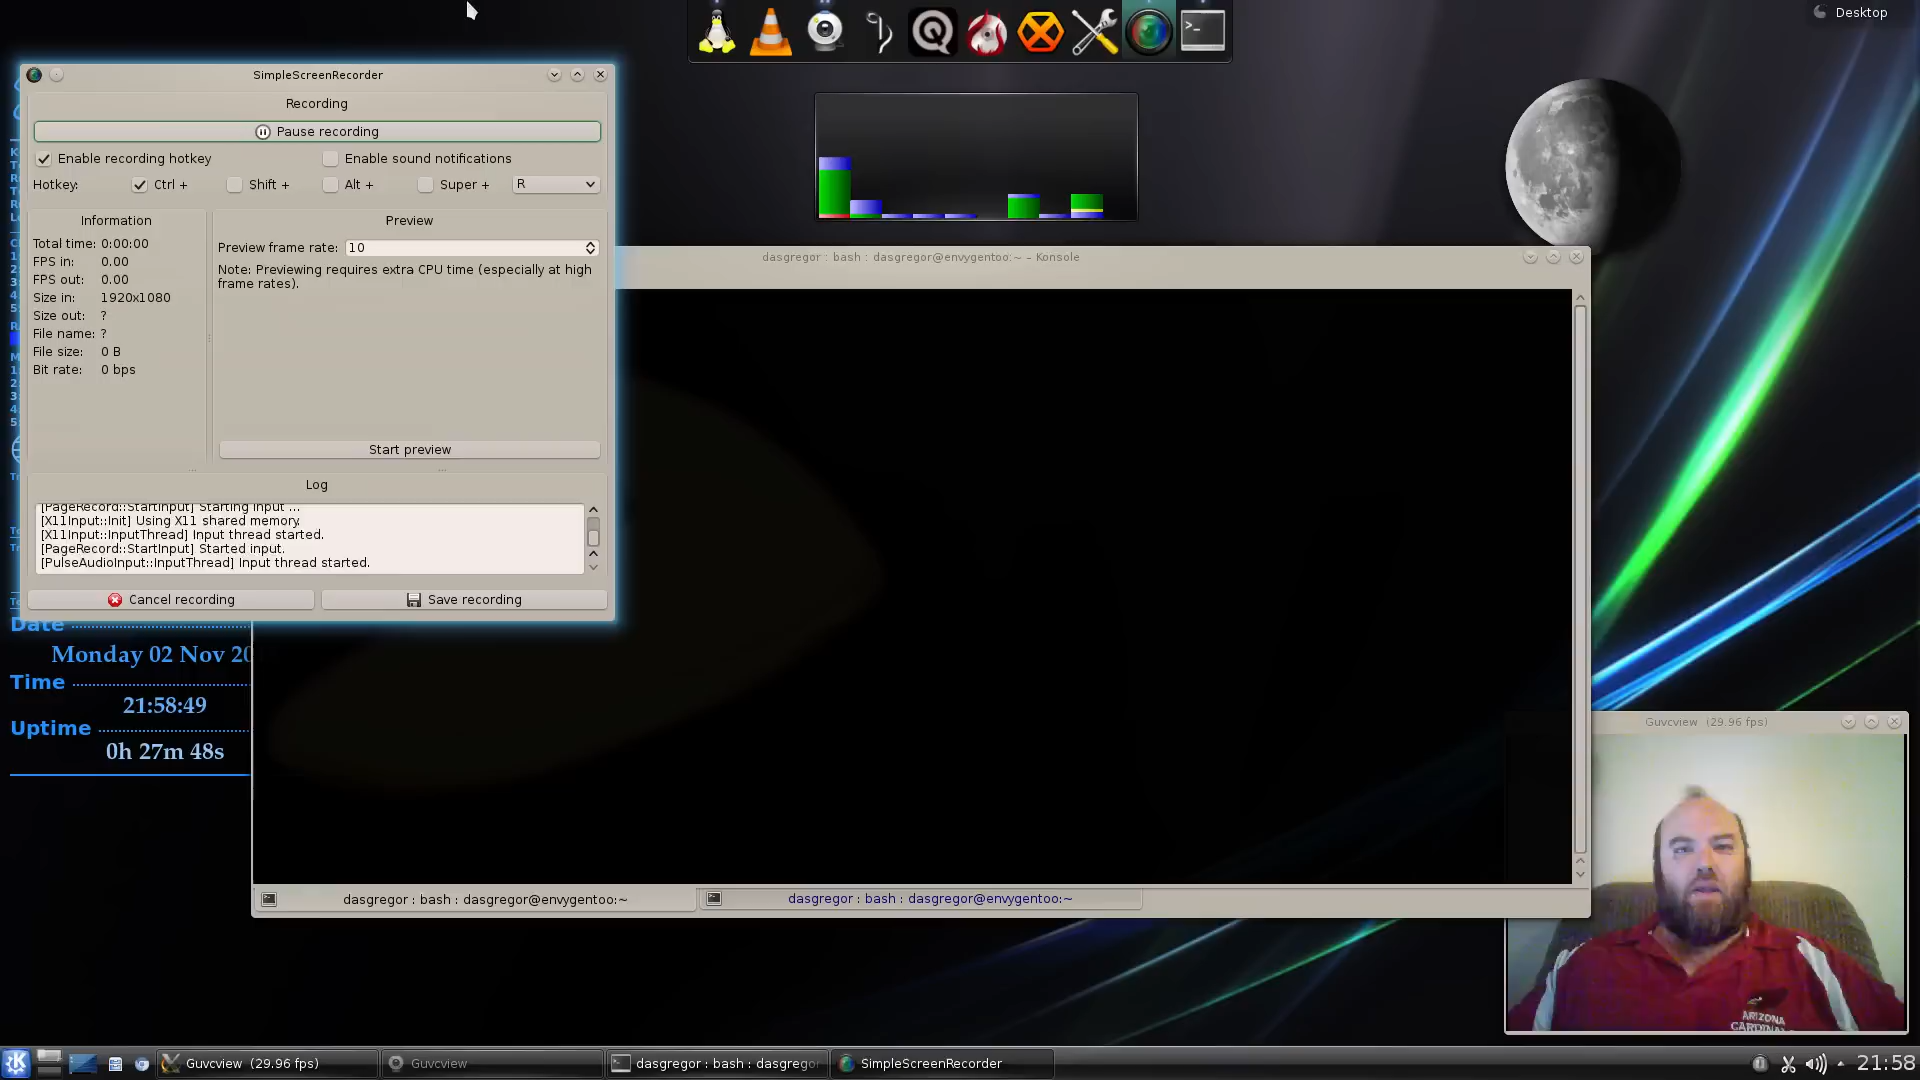 Desktop
SimpleScreenRecorder
Recording
Pause recording
Enable recording hotkey
Enable sound notifications
Hotkey:
Ctrl +
Shift +
Alt +
Super +
R
Information
Total time: 0:00:00
FPS in: 0.00
FPS out: 0.00
Size in: 1920x1080
Size out: ?
File name: ?
File size: 0 B
Bit rate: 0 bps
Preview
Preview frame rate: 10
Note: Previewing requires extra CPU time (especially at high
frame rates).
Start preview
Log
[PageRecord::StartInput] Starting input ...
[X11Input::Init] Using X11 shared memory.
[X11Input::InputThread] Input thread started.
[PageRecord::StartInput] Started input.
[PulseAudioInput::InputThread] Input thread started.
Cancel recording
Save recording
dasgregor : bash : dasgregor@envygentoo:~ – Konsole
Date
Monday 02 Nov 20
Time
21:58:49
Uptime
0h 27m 48s
dasgregor : bash : dasgregor@envygentoo:~
dasgregor : bash : dasgregor@envygentoo:~
Guvcview (29.96 fps)
ARIZONA
CARDINALS
Guvcview (29.96 fps)
Guvcview
dasgregor : bash : dasgrego
SimpleScreenRecorder
21:58